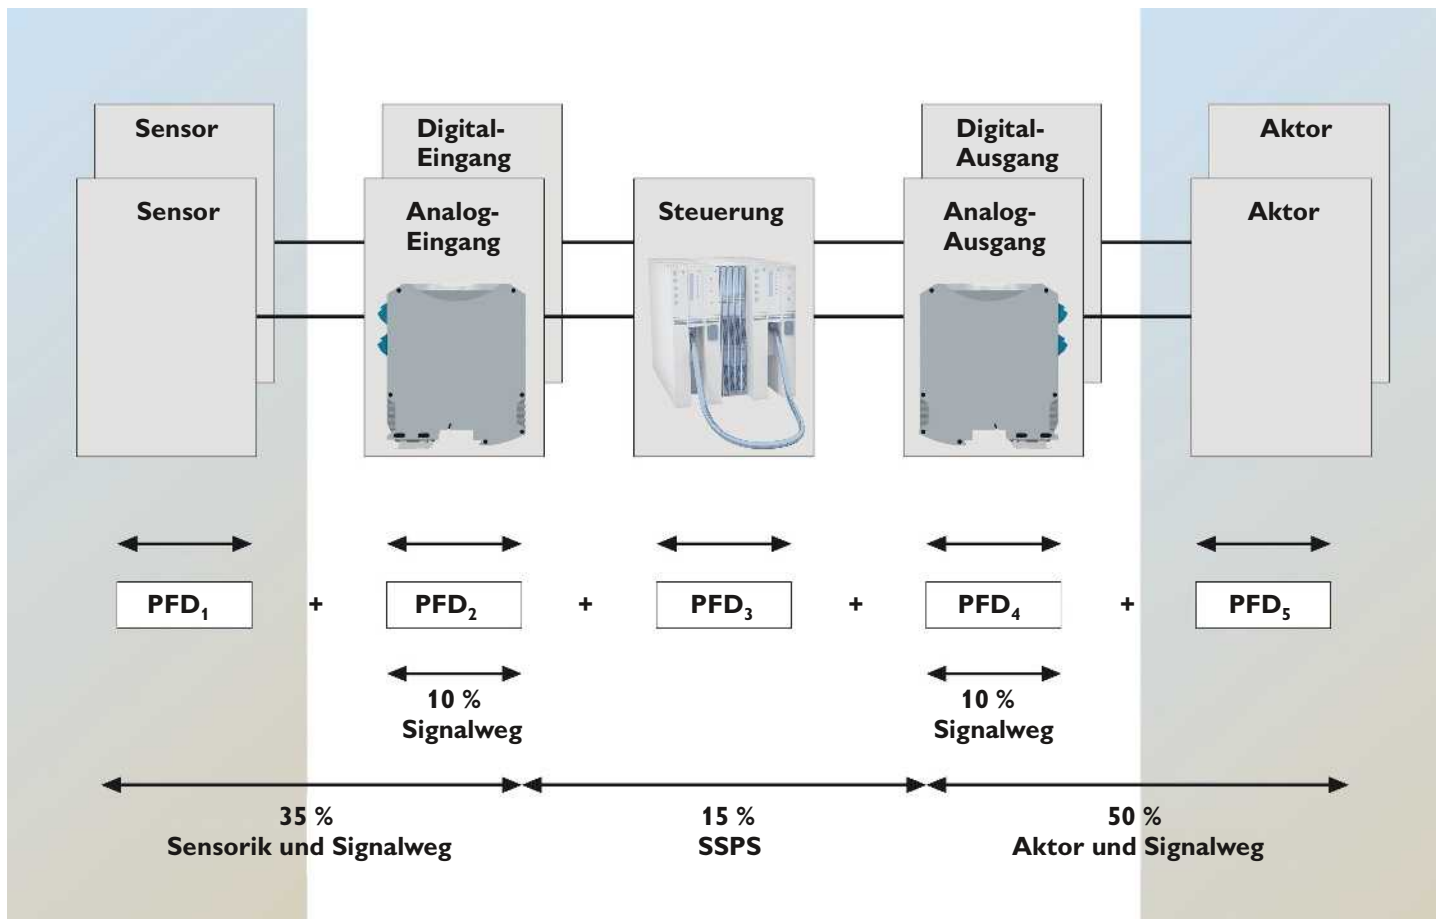 Sensor
Sensor
Digital-
Eingang
Analog-
Eingang
Steuerung
Digital-
Ausgang
Analog-
Ausgang
Aktor
Aktor
PFD₁ + PFD₂ + PFD₃ + PFD₄ + PFD₅
10 %
Signalweg
10 %
Signalweg
35 %
Sensorik und Signalweg
15 %
SSPS
50 %
Aktor und Signalweg